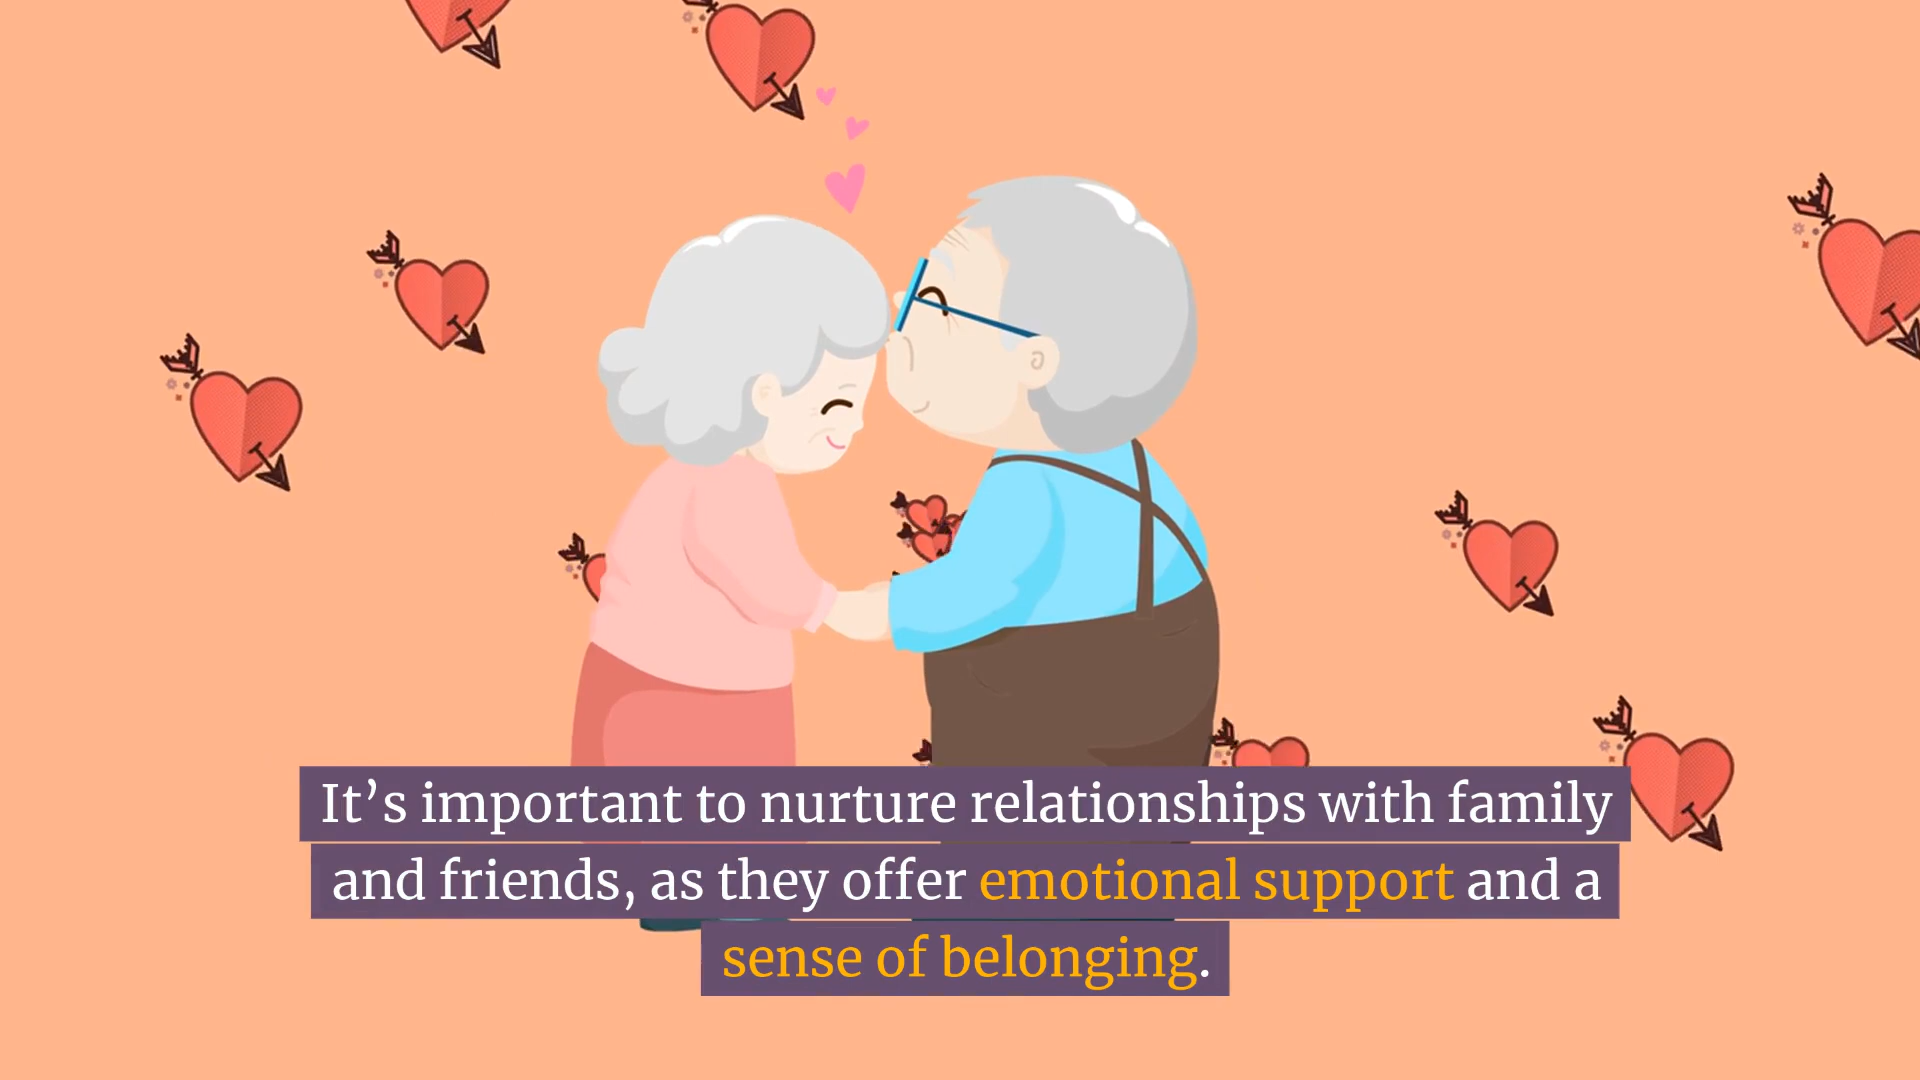 It’s important to nurture relationships with family
and friends, as they offer emotional support and a
sense of belonging.